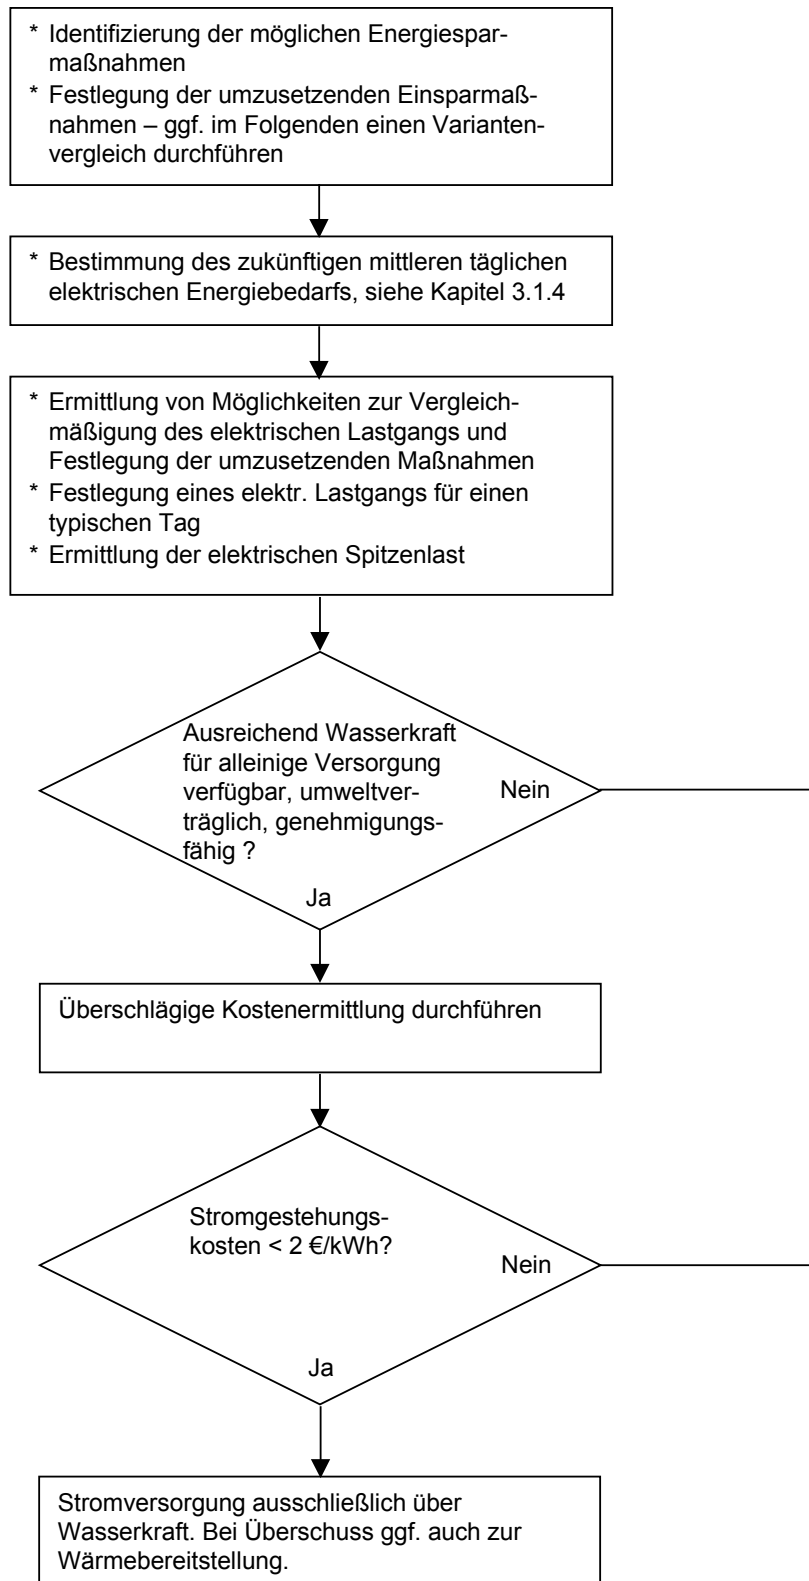 * Identifizierung der möglichen Energiespar-
maßnahmen
* Festlegung der umzusetzenden Einsparmaß-
nahmen – ggf. im Folgenden einen Varianten-
vergleich durchführen
* Bestimmung des zukünftigen mittleren täglichen
elektrischen Energiebedarfs, siehe Kapitel 3.1.4
* Ermittlung von Möglichkeiten zur Vergleich-
mäßigung des elektrischen Lastgangs und
Festlegung der umzusetzenden Maßnahmen
* Festlegung eines elektr. Lastgangs für einen
typischen Tag
* Ermittlung der elektrischen Spitzenlast
Ausreichend Wasserkraft
für alleinige Versorgung
verfügbar, umweltver-
träglich, genehmigungs-
fähig ?
Nein
Ja
Überschlägige Kostenermittlung durchführen
Stromgestehungs-
kosten < 2 €/kWh?
Nein
Ja
Stromversorgung ausschließlich über
Wasserkraft. Bei Überschuss ggf. auch zur
Wärmebereitstellung.